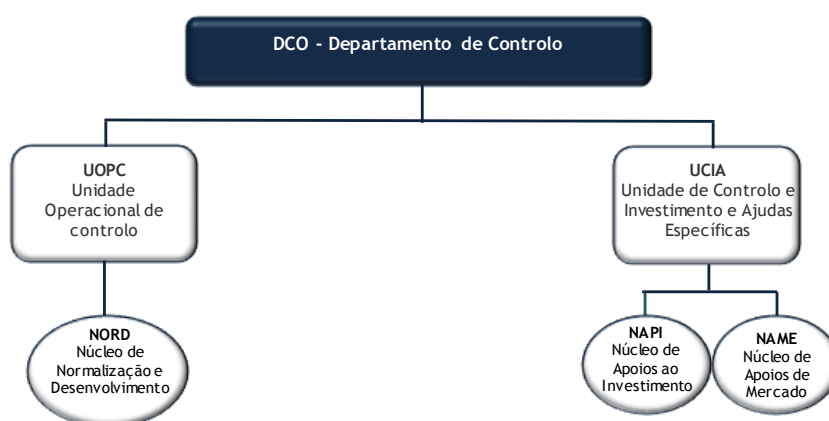 DCO - Departamento de Controlo
UOPC
Unidade
Operacional de
controlo
UCIA
Unidade de Controlo e
Investimento e Ajudas
Específicas
NORD
Núcleo de
Normalização e
Desenvolvimento
NAPI
Núcleo de
Apoios ao
Investimento
NAME
Núcleo de
Apoios de
Mercado